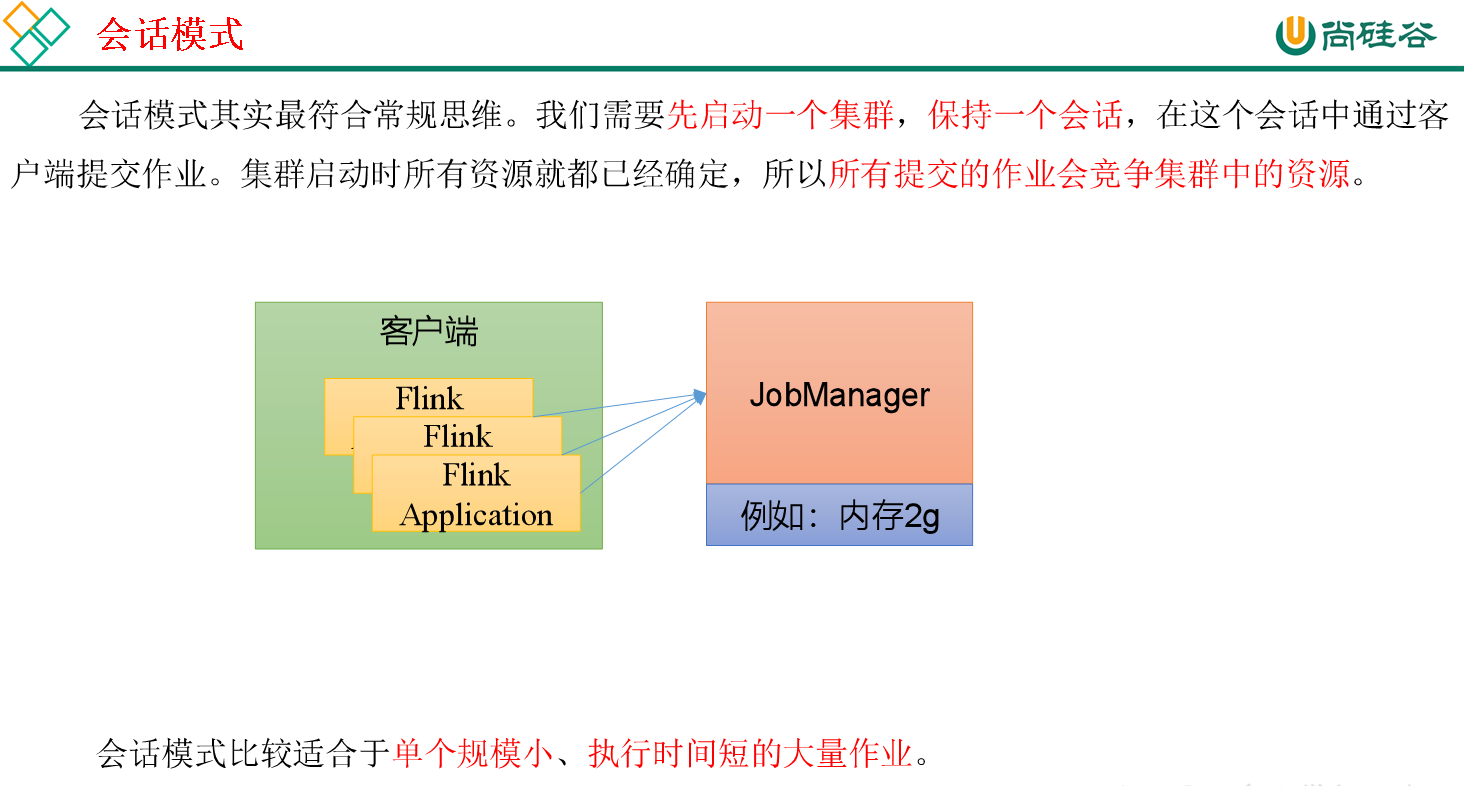 会话模式
尚硅谷
会话模式其实最符合常规思维。我们需要先启动一个集群，保持一个会话，在这个会话中通过客
户端提交作业。集群启动时所有资源就都已经确定，所以所有提交的作业会竞争集群中的资源。
客户端
Flink
Flink
Flink
Application
JobManager
例如：内存2g
会话模式比较适合于单个规模小、执行时间短的大量作业。